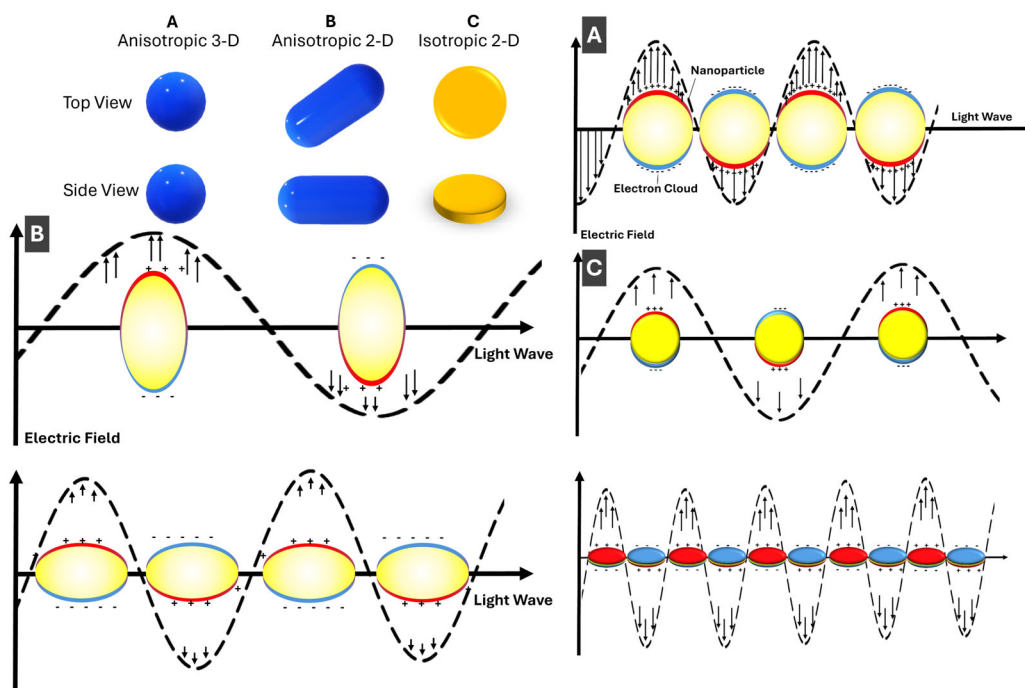 A
Anisotropic 3-D
B
Anisotropic 2-D
C
Isotropic 2-D
Top View
Side View
A
Nanoparticle
Light Wave
Electron Cloud
Electric Field
+ + + + + + +
- - - - - - -
B
+ + +
- - -
- - -
+ + +
Light Wave
Electric Field
C
+++
- - -
- - -
+++
+++
- - -
+ + + +
- - - - -
- - - - -
+ + + +
+ + + +
- - - - -
- - - - -
+ + + +
Light Wave